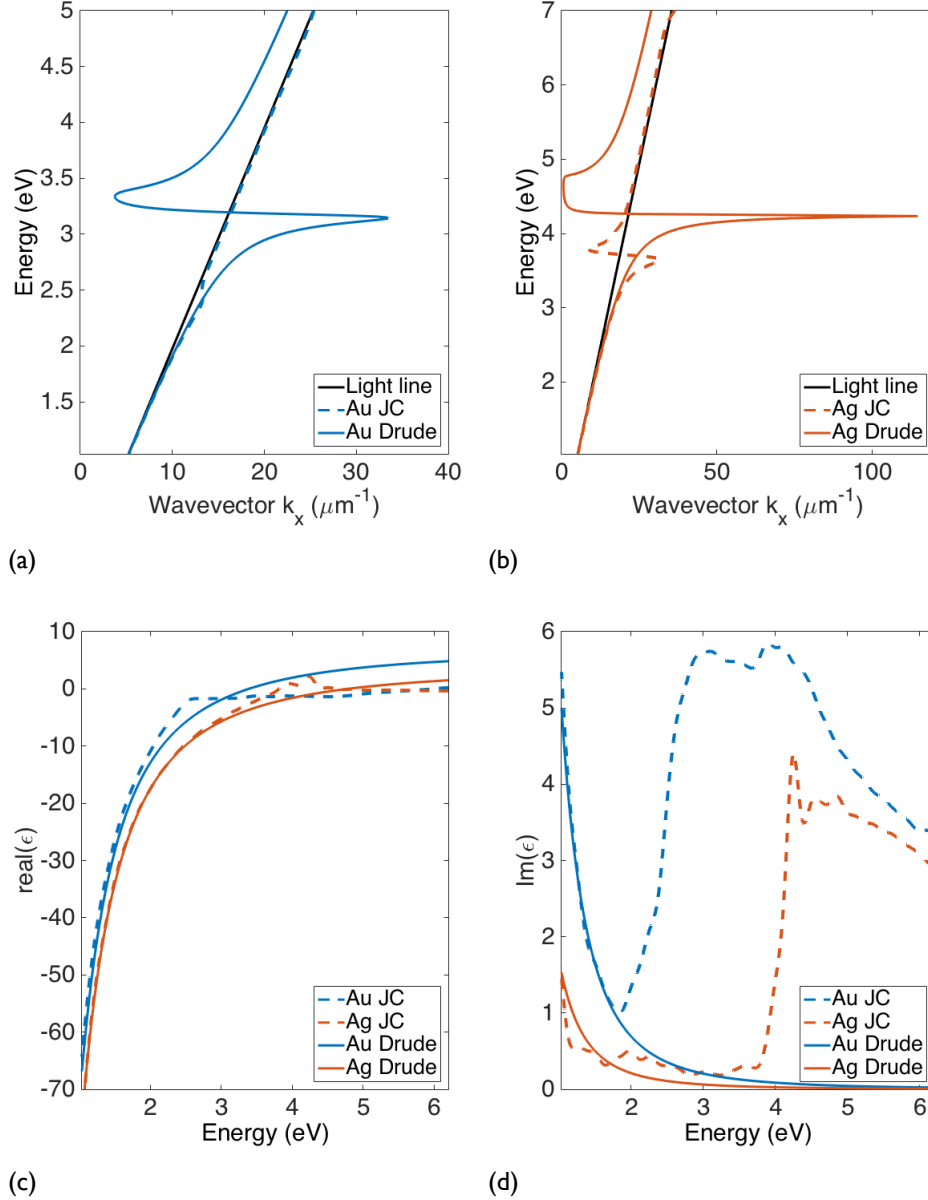 5
4.5
4
3.5
3
2.5
2
1.5
0
10
20
30
40
Energy (eV)
Wavevector k_x (μm⁻¹)
Light line
Au JC
Au Drude
(a)
7
6
5
4
3
2
0
50
100
Energy (eV)
Wavevector k_x (μm⁻¹)
Light line
Ag JC
Ag Drude
(b)
10
0
-10
-20
-30
-40
-50
-60
-70
2
3
4
5
6
real(ϵ)
Energy (eV)
Au JC
Ag JC
Au Drude
Ag Drude
(c)
6
5
4
3
2
1
0
2
3
4
5
6
Im(ϵ)
Energy (eV)
Au JC
Ag JC
Au Drude
Ag Drude
(d)